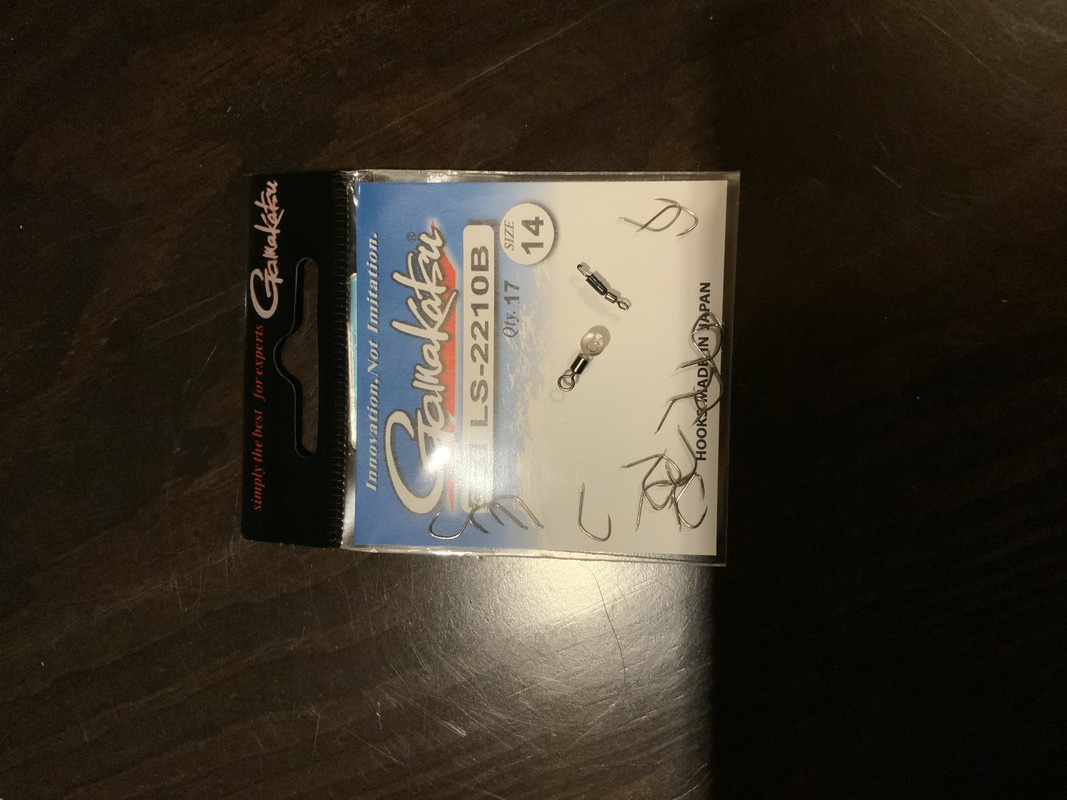 simply the best for experts Gamakatsu
Innovation, Not Imitation.
Gamakatsu®
LS-2210B
Qty. 17
SIZE
14
HOOKS MADE IN JAPAN